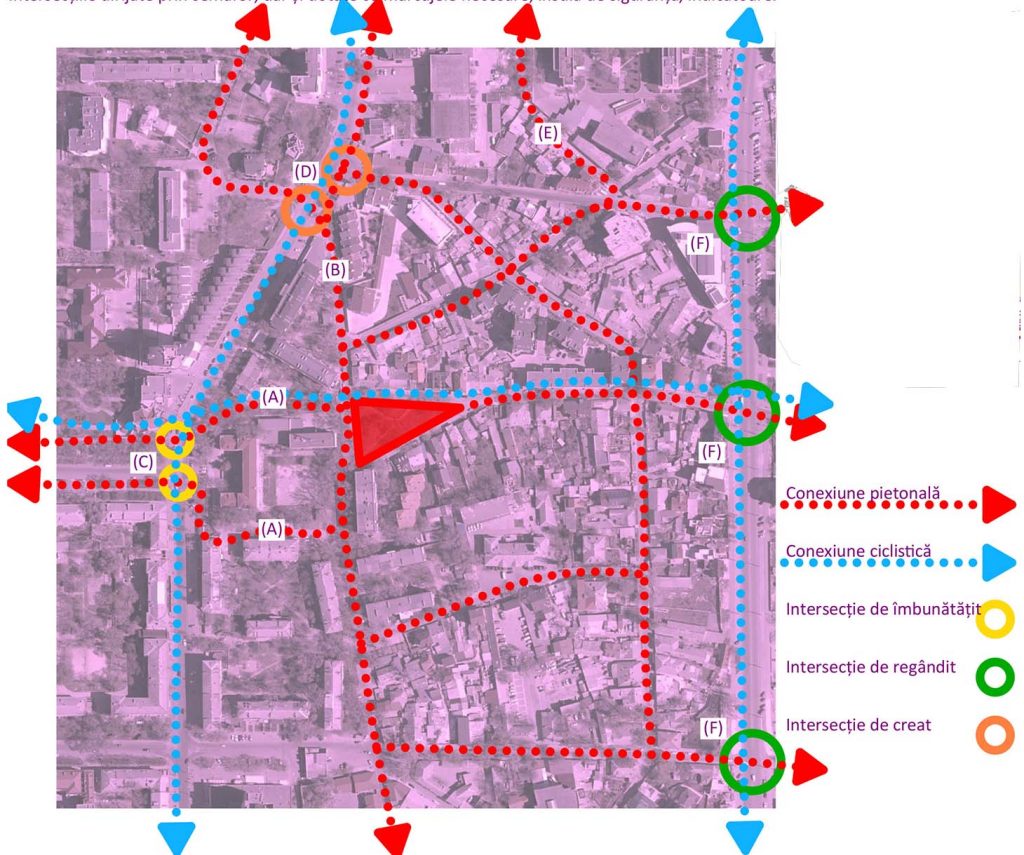 (D)
(E)
(F)
(B)
(A)
(C)
(F)
(A)
(F)
Conexiune pietonală
Conexiune ciclistică
Intersecție de îmbunătățit
Intersecție de regândit
Intersecție de creat